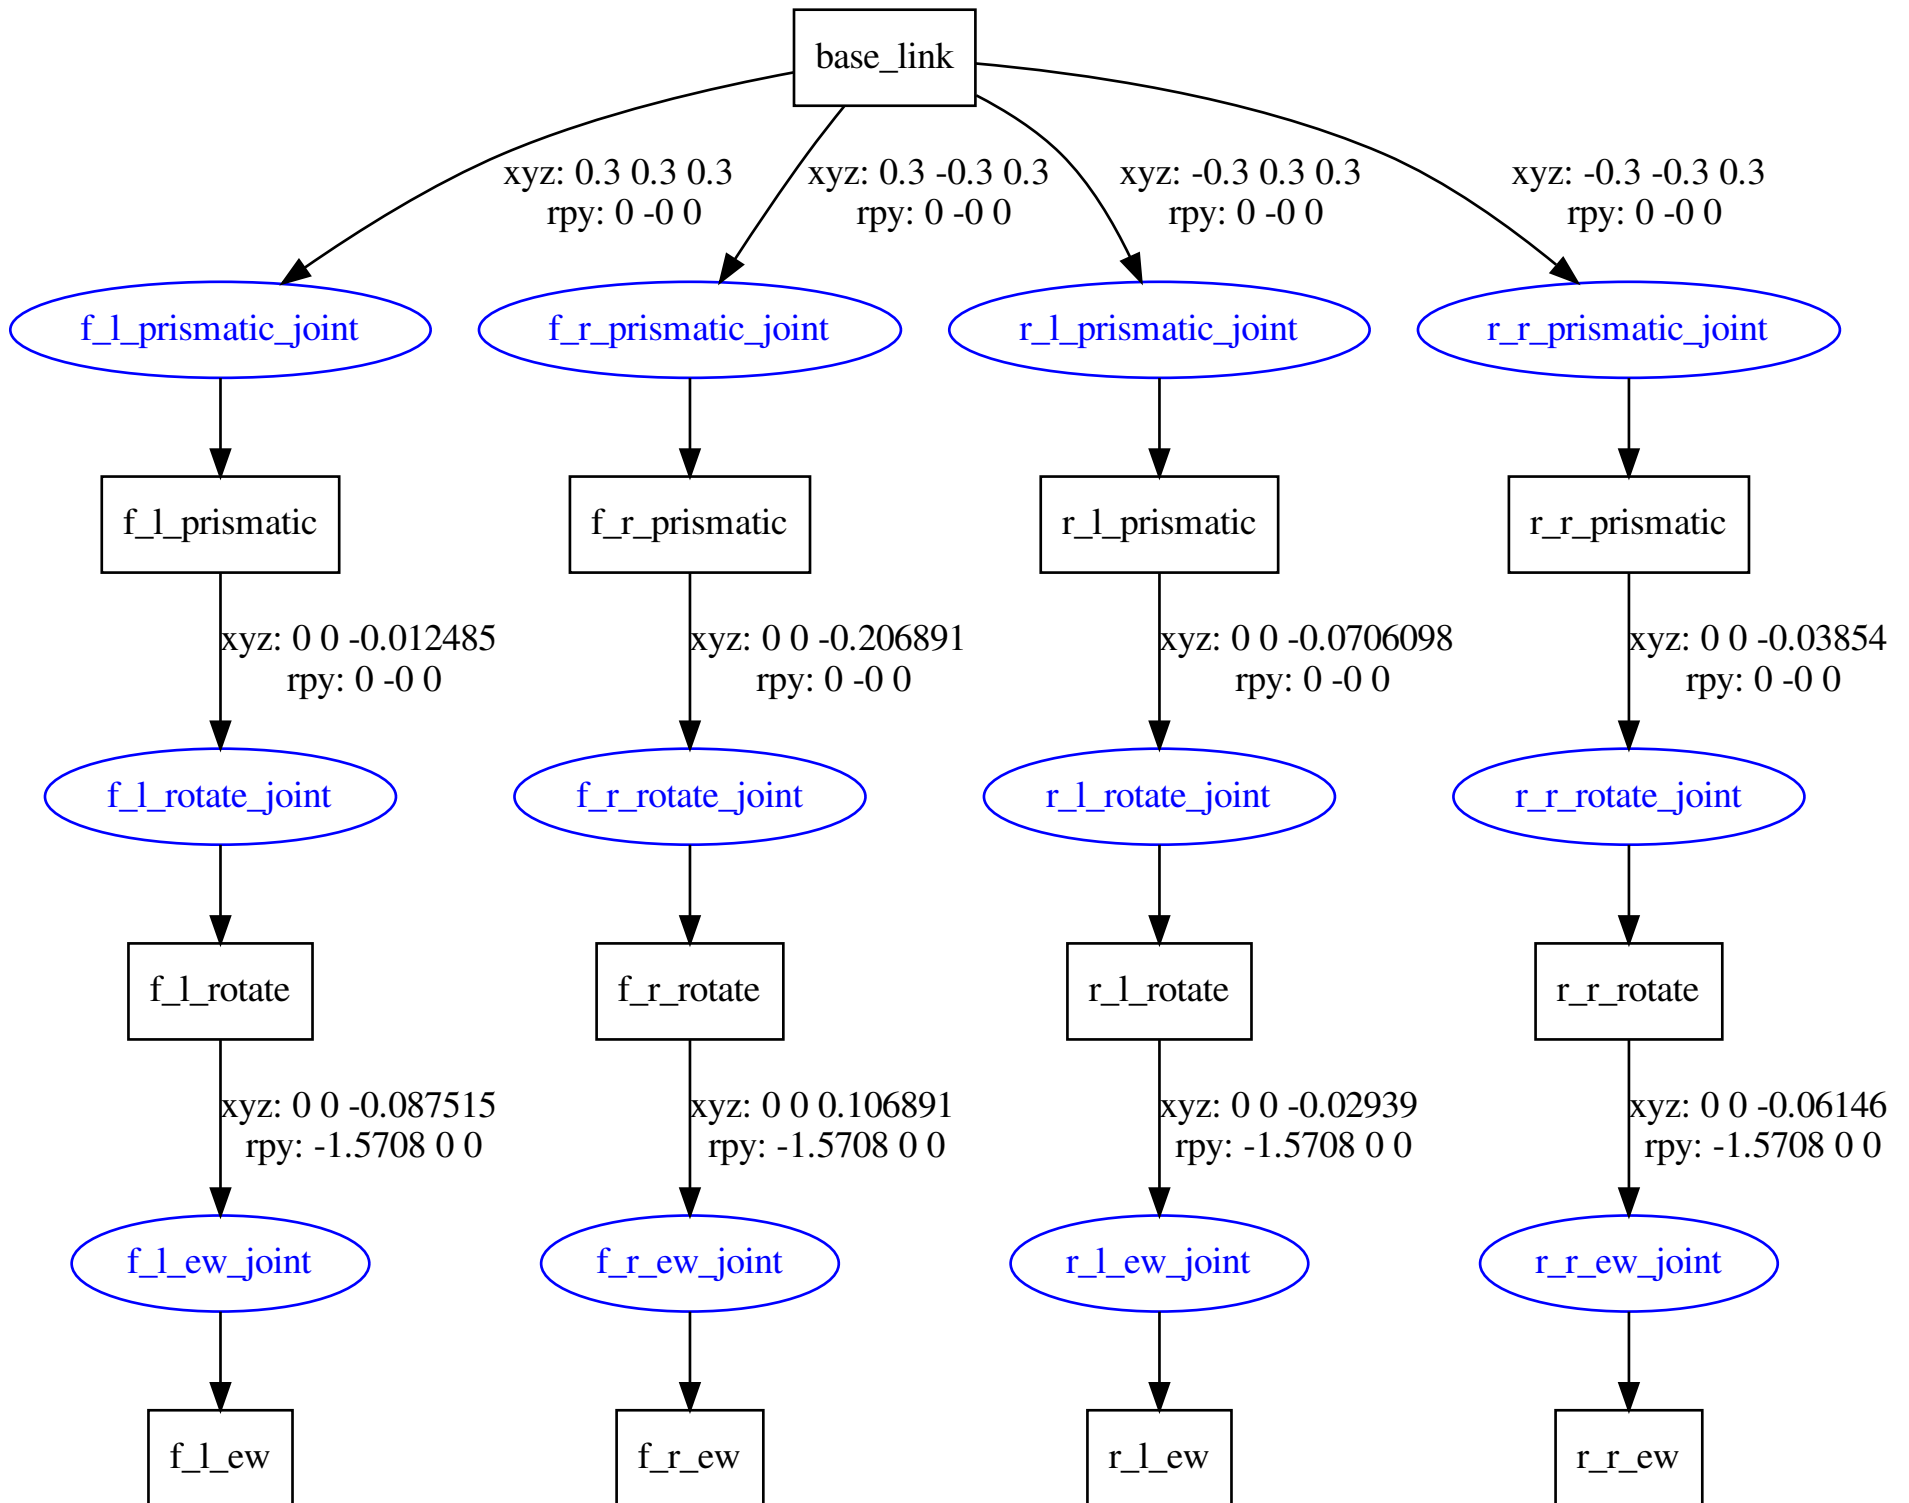 base_link
xyz: 0.3 0.3 0.3
rpy: 0 -0 0
xyz: 0.3 -0.3 0.3
rpy: 0 -0 0
xyz: -0.3 0.3 0.3
rpy: 0 -0 0
xyz: -0.3 -0.3 0.3
rpy: 0 -0 0
f_l_prismatic_joint
f_r_prismatic_joint
r_l_prismatic_joint
r_r_prismatic_joint
f_l_prismatic
f_r_prismatic
r_l_prismatic
r_r_prismatic
xyz: 0 0 -0.012485
rpy: 0 -0 0
xyz: 0 0 -0.206891
rpy: 0 -0 0
xyz: 0 0 -0.0706098
rpy: 0 -0 0
xyz: 0 0 -0.03854
rpy: 0 -0 0
f_l_rotate_joint
f_r_rotate_joint
r_l_rotate_joint
r_r_rotate_joint
f_l_rotate
f_r_rotate
r_l_rotate
r_r_rotate
xyz: 0 0 -0.087515
rpy: -1.5708 0 0
xyz: 0 0 0.106891
rpy: -1.5708 0 0
xyz: 0 0 -0.02939
rpy: -1.5708 0 0
xyz: 0 0 -0.06146
rpy: -1.5708 0 0
f_l_ew_joint
f_r_ew_joint
r_l_ew_joint
r_r_ew_joint
f_l_ew
f_r_ew
r_l_ew
r_r_ew